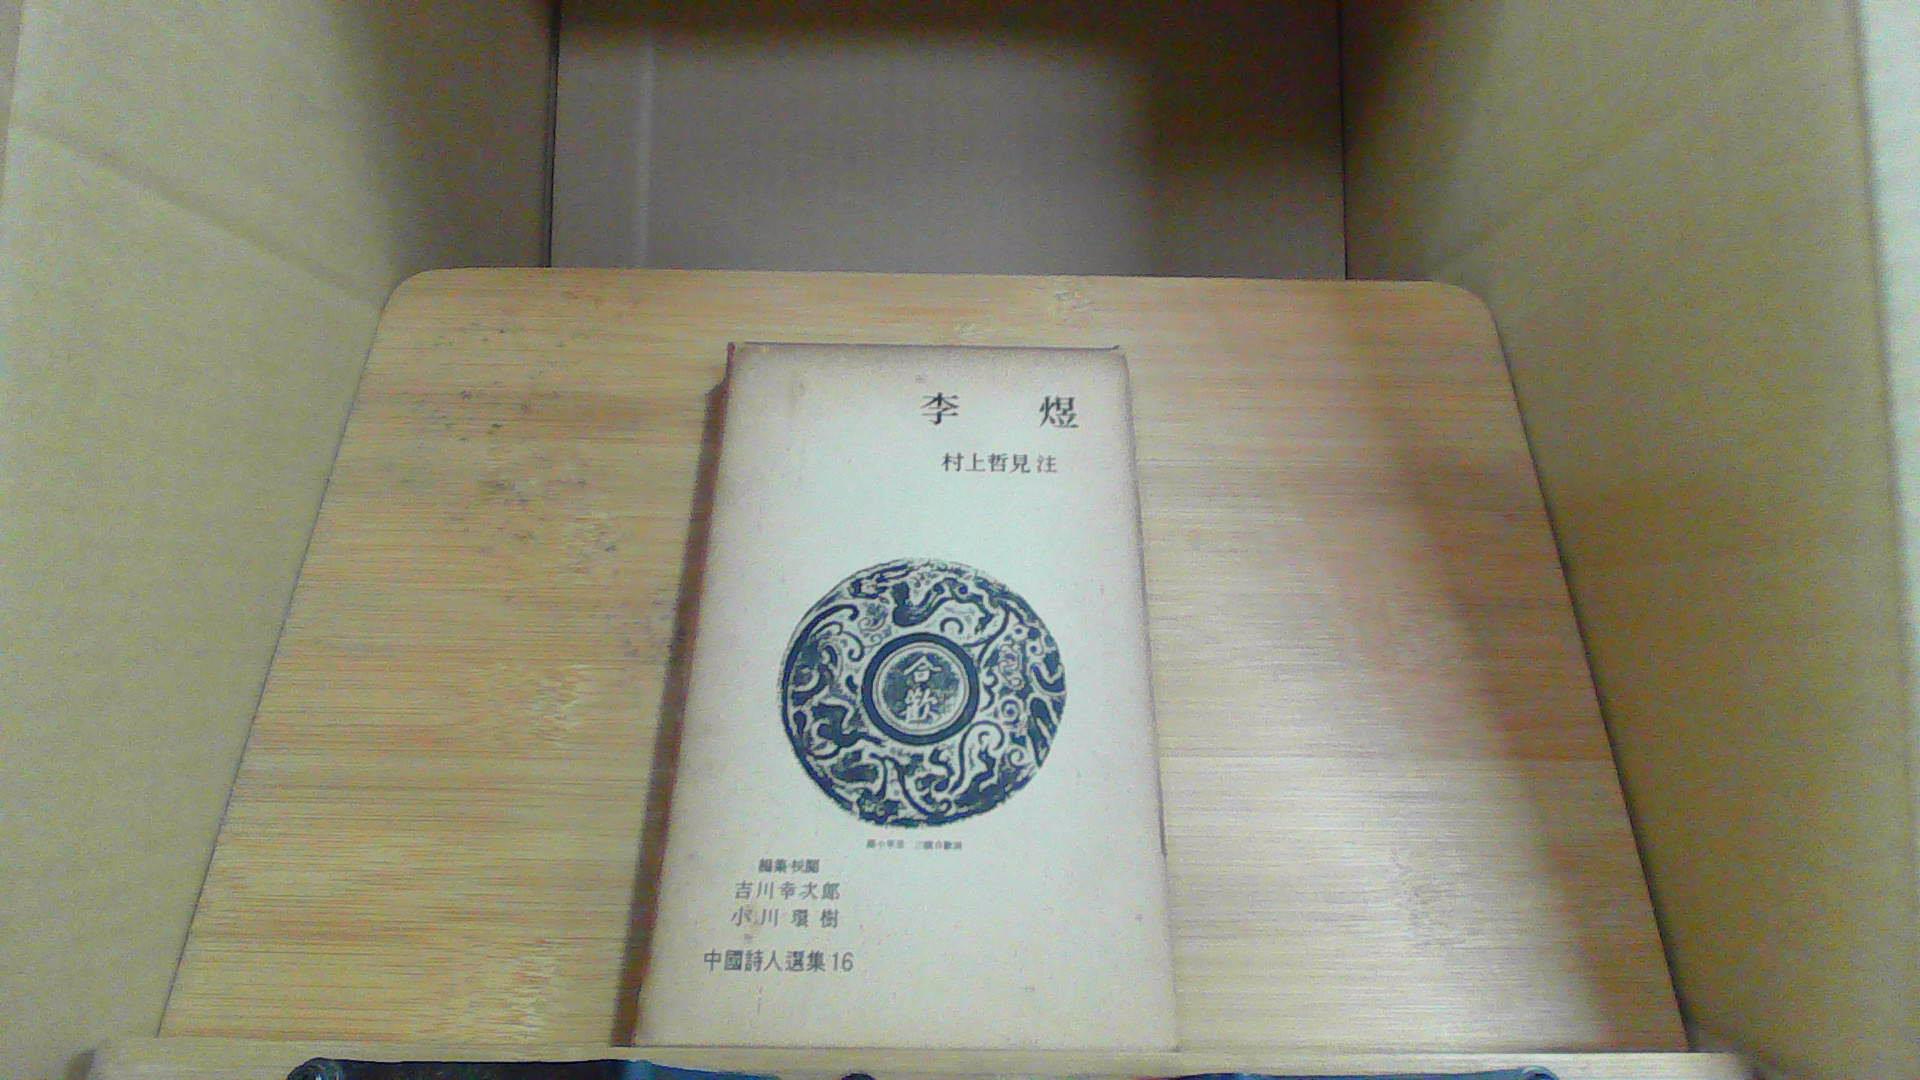 李 煜
村上哲見 注
合歡
編集・校閲
吉川幸次郎
小川環樹
中國詩人選集16